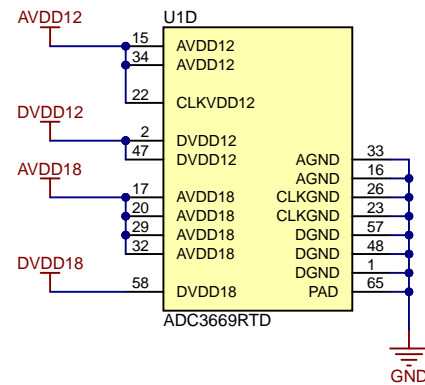 AVDD12
U1D
15 AVDD12
34 AVDD12
22 CLKVDD12
DVDD12
2 DVDD12
47 DVDD12
AGND 33
AVDD18
AGND 16
17 AVDD18
CLKGND 26
20 AVDD18
CLKGND 23
29 AVDD18
DGND 57
32 AVDD18
DGND 48
DVDD18
DGND 1
58 DVDD18
PAD 65
ADC3669RTD
GND